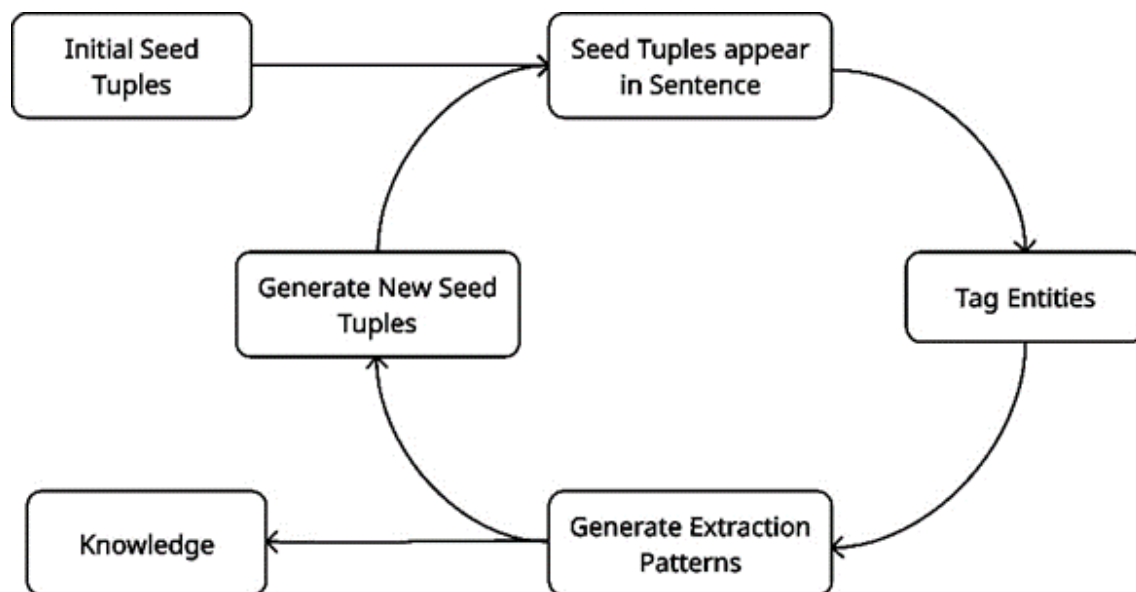 Initial Seed
Tuples
Seed Tuples appear
in Sentence
Generate New Seed
Tuples
Tag Entities
Knowledge
Generate Extraction
Patterns